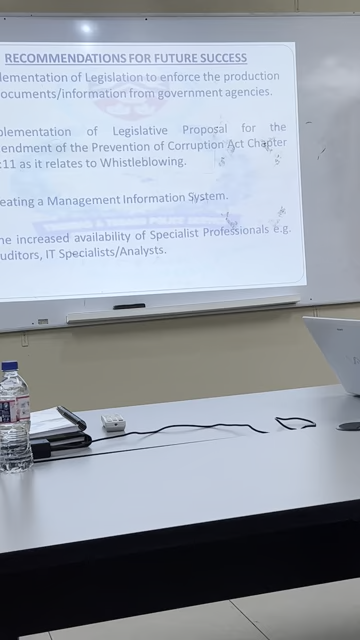 RECOMMENDATIONS FOR FUTURE SUCCESS
lementation of Legislation to enforce the production
ocuments/information from government agencies.
plementation of Legislative Proposal for the
endment of the Prevention of Corruption Act Chapter
:11 as it relates to Whistleblowing.
eating a Management Information System.
he increased availability of Specialist Professionals e.g.
uditors, IT Specialists/Analysts.